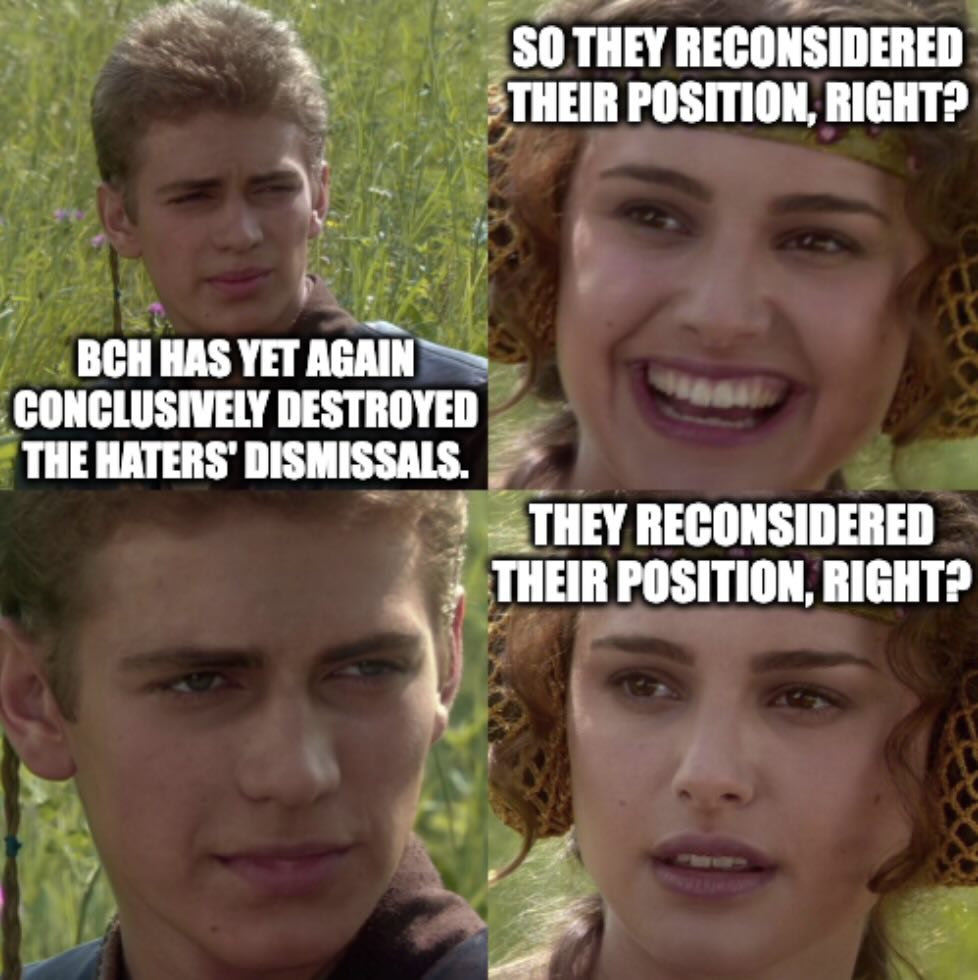 SO THEY RECONSIDERED
THEIR POSITION, RIGHT?
BCH HAS YET AGAIN
CONCLUSIVELY DESTROYED
THE HATERS' DISMISSALS.
THEY RECONSIDERED
THEIR POSITION, RIGHT?